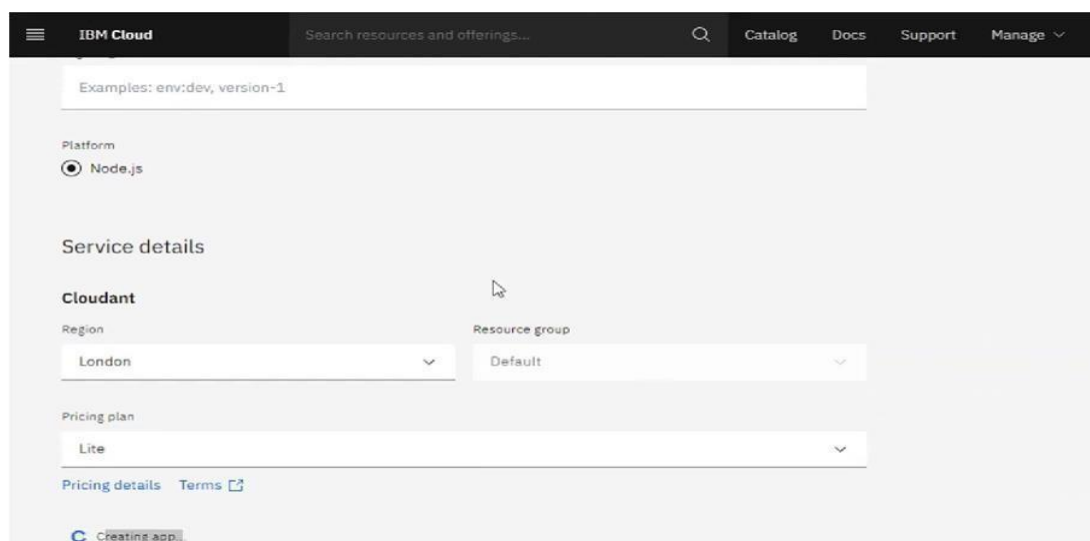 IBM Cloud Search resources and offerings... Catalog Docs Support Manage
Examples: env:dev, version-1
Platform
Node.js
Service details
Cloudant
Region Resource group
London Default
Pricing plan
Lite
Pricing details Terms
Creating app...